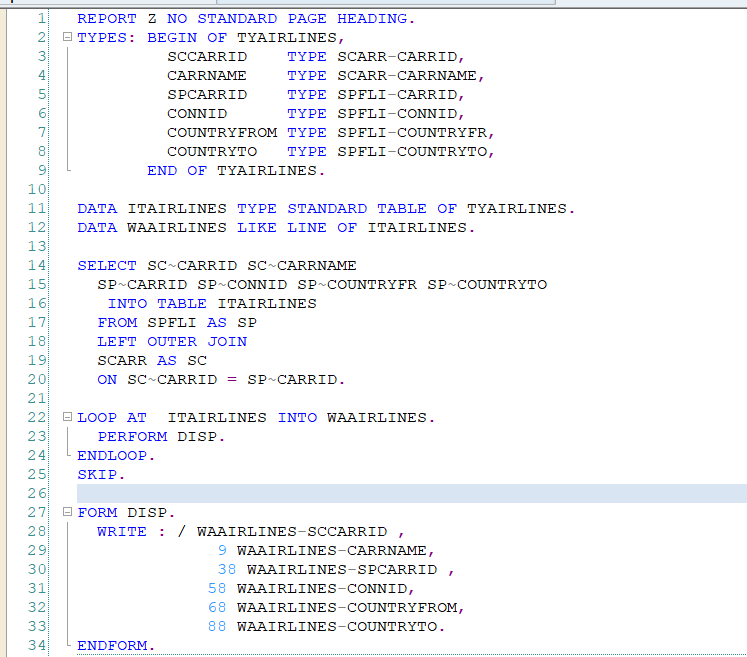 1 REPORT Z NO STANDARD PAGE HEADING.
2 TYPES: BEGIN OF TYAIRLINES,
3 SCCARRID TYPE SCARR-CARRID,
4 CARRNAME TYPE SCARR-CARRNAME,
5 SPCARRID TYPE SPFLI-CARRID,
6 CONNID TYPE SPFLI-CONNID,
7 COUNTRYFROM TYPE SPFLI-COUNTRYFR,
8 COUNTRYTO TYPE SPFLI-COUNTRYTO,
9 END OF TYAIRLINES.
10
11 DATA ITAIRLINES TYPE STANDARD TABLE OF TYAIRLINES.
12 DATA WAAIRLINES LIKE LINE OF ITAIRLINES.
13
14 SELECT SC~CARRID SC~CARRNAME
15 SP~CARRID SP~CONNID SP~COUNTRYFR SP~COUNTRYTO
16 INTO TABLE ITAIRLINES
17 FROM SPFLI AS SP
18 LEFT OUTER JOIN
19 SCARR AS SC
20 ON SC~CARRID = SP~CARRID.
21
22 LOOP AT ITAIRLINES INTO WAAIRLINES.
23 PERFORM DISP.
24 ENDLOOP.
25 SKIP.
26
27 FORM DISP.
28 WRITE : / WAAIRLINES-SCCARRID ,
29 9 WAAIRLINES-CARRNAME,
30 38 WAAIRLINES-SPCARRID ,
31 58 WAAIRLINES-CONNID,
32 68 WAAIRLINES-COUNTRYFROM,
33 88 WAAIRLINES-COUNTRYTO.
34 ENDFORM.